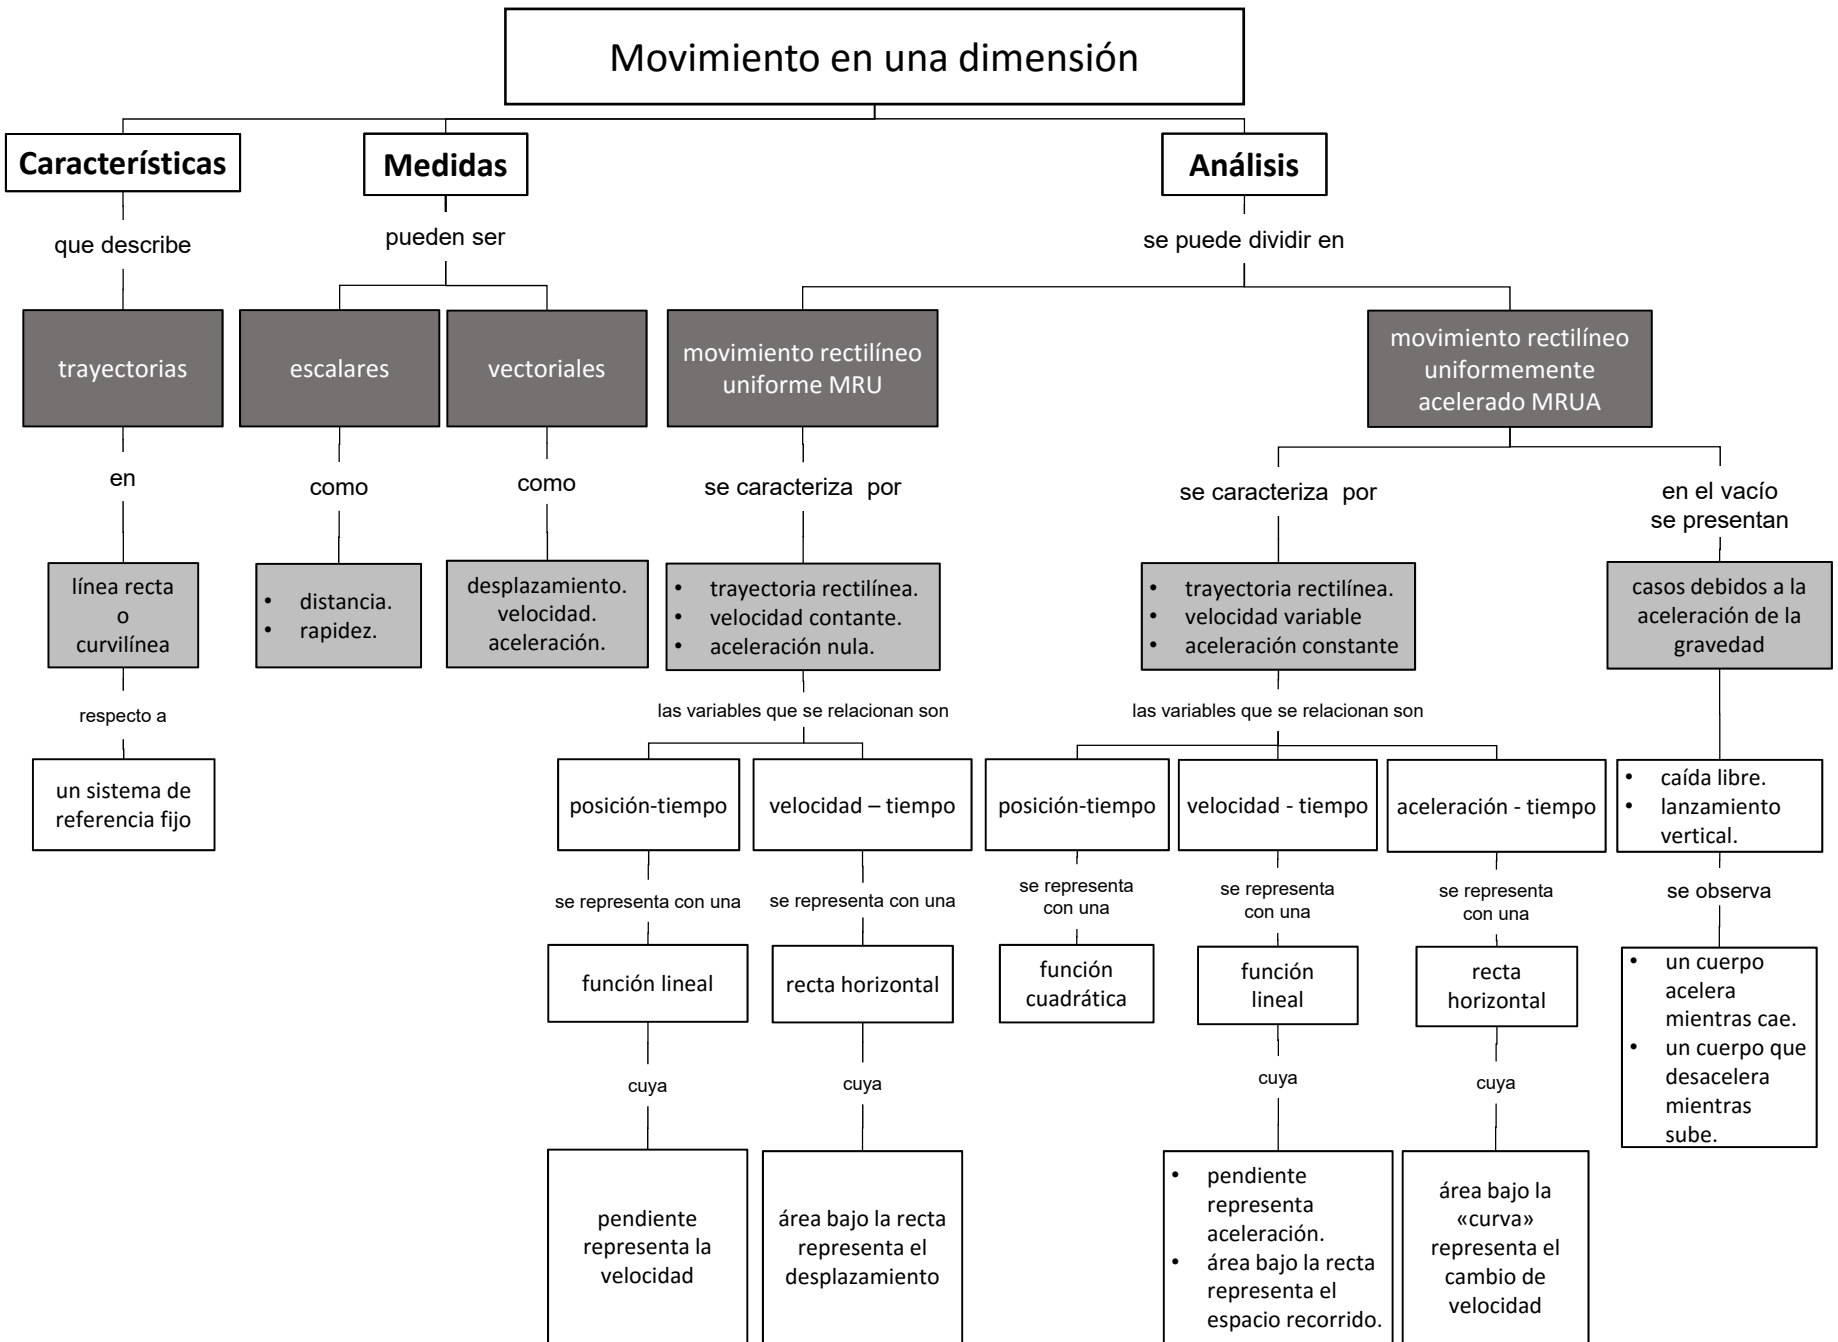 Movimiento en una dimensión
Características
Medidas
Análisis
que describe
pueden ser
se puede dividir en
trayectorias
escalares
vectoriales
movimiento rectilíneo
uniforme MRU
movimiento rectilíneo
uniformemente
acelerado MRUA
en
como
como
se caracteriza por
se caracteriza por
en el vacío
se presentan
línea recta
o
curvilínea
• distancia.
• rapidez.
desplazamiento.
velocidad.
aceleración.
• trayectoria rectilínea.
• velocidad contante.
• aceleración nula.
• trayectoria rectilínea.
• velocidad variable
• aceleración constante
casos debidos a la
aceleración de la
gravedad
respecto a
las variables que se relacionan son
las variables que se relacionan son
un sistema de
referencia fijo
posición-tiempo
velocidad – tiempo
posición-tiempo
velocidad - tiempo
aceleración - tiempo
• caída libre.
• lanzamiento
vertical.
se representa con una
se representa con una
se representa
con una
se representa
con una
se representa
con una
se observa
función lineal
recta horizontal
función
cuadrática
función
lineal
recta
horizontal
• un cuerpo
acelera
mientras cae.
• un cuerpo que
desacelera
mientras
sube.
cuya
cuya
cuya
cuya
pendiente
representa la
velocidad
área bajo la recta
representa el
desplazamiento
• pendiente
representa
aceleración.
• área bajo la recta
representa el
espacio recorrido.
área bajo la
«curva»
representa el
cambio de
velocidad